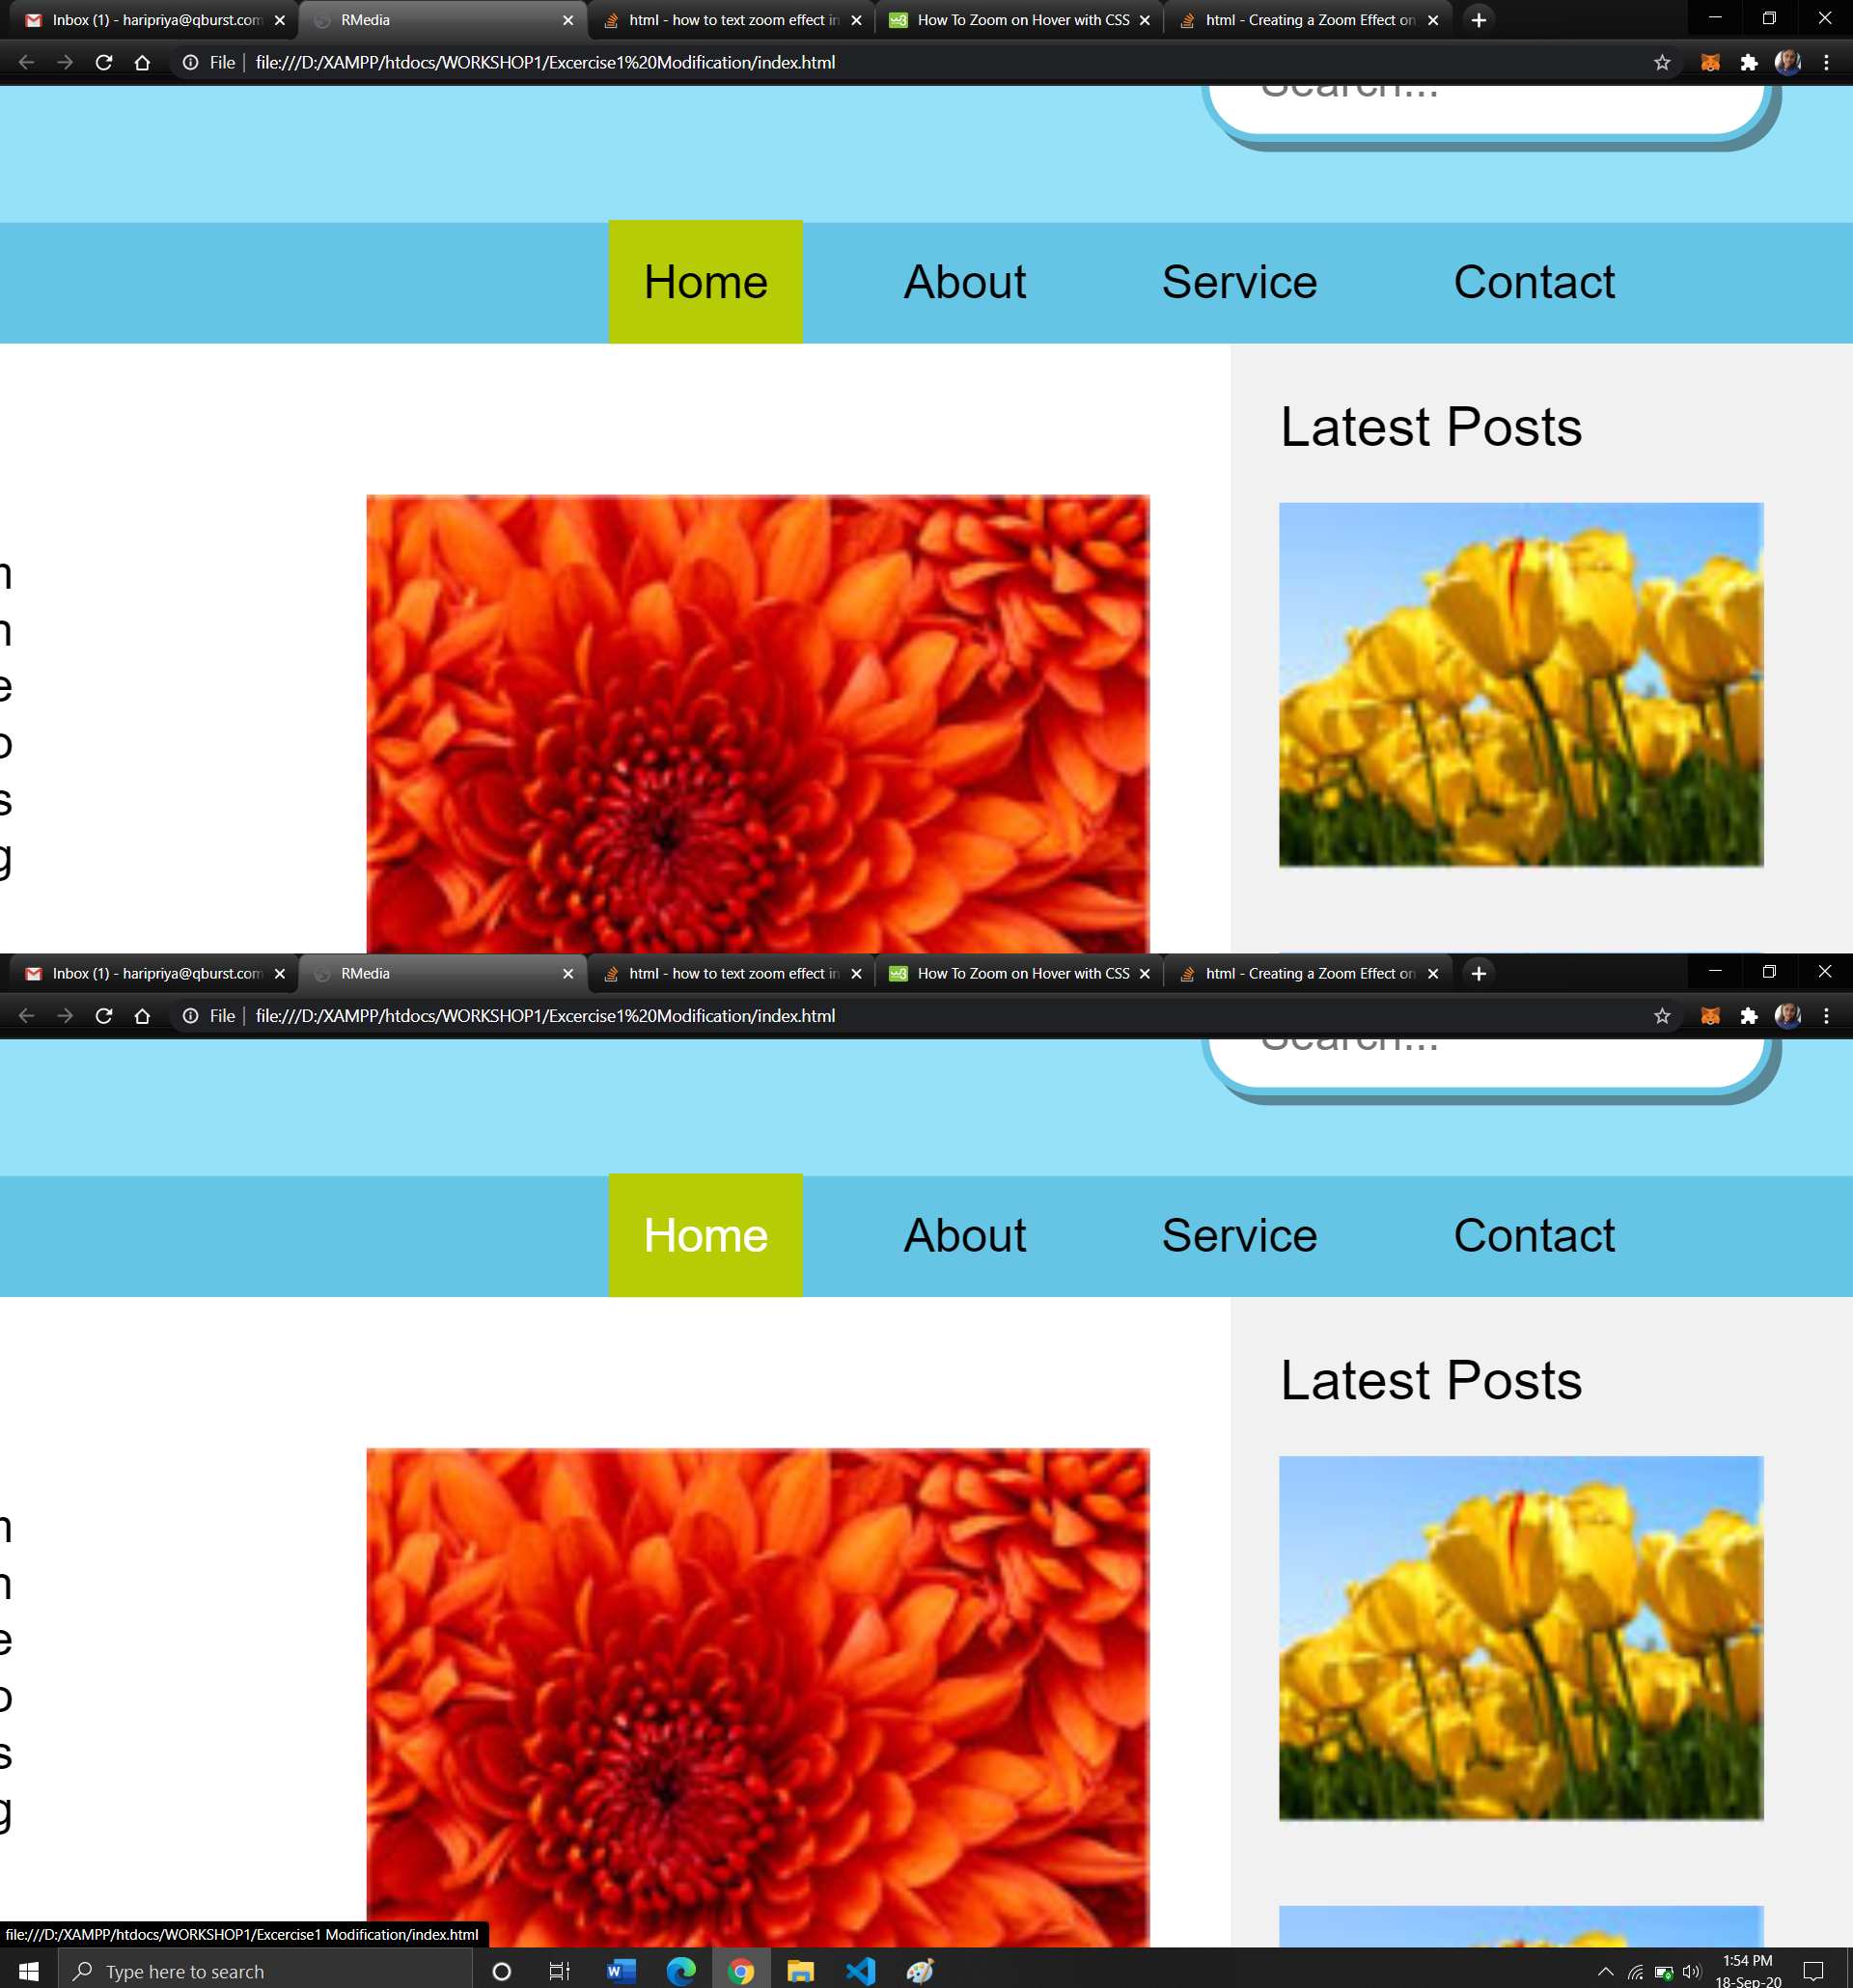 Inbox (1) - haripriya@qburst.com
RMedia
html - how to text zoom effect in
How To Zoom on Hover with CSS
html - Creating a Zoom Effect on
File
file:///D:/XAMPP/htdocs/WORKSHOP1/Excercise1%20Modification/index.html
Search...
Home About Service Contact
Latest Posts
n
n
e
o
s
g
Inbox (1) - haripriya@qburst.com
RMedia
html - how to text zoom effect in
How To Zoom on Hover with CSS
html - Creating a Zoom Effect on
File
file:///D:/XAMPP/htdocs/WORKSHOP1/Excercise1%20Modification/index.html
Search...
Home About Service Contact
Latest Posts
n
n
e
o
s
g
file:///D:/XAMPP/htdocs/WORKSHOP1/Excercise1 Modification/index.html
Type here to search
1:54 PM
18-Sep-20